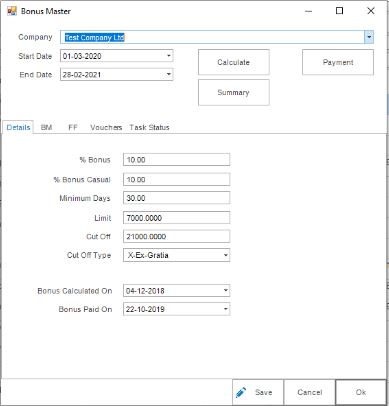 Bonus Master
Company Test Company Ltd
Start Date 01-03-2020 Calculate Payment
End Date 28-02-2021
Summary
Details BM FF Vouchers Task Status
% Bonus 10.00
% Bonus Casual 10.00
Minimum Days 30.00
Limit 7000.0000
Cut Off 21000.0000
Cut Off Type X-Ex-Gratia
Bonus Calculated On 04-12-2018
Bonus Paid On 22-10-2019
Save Cancel Ok